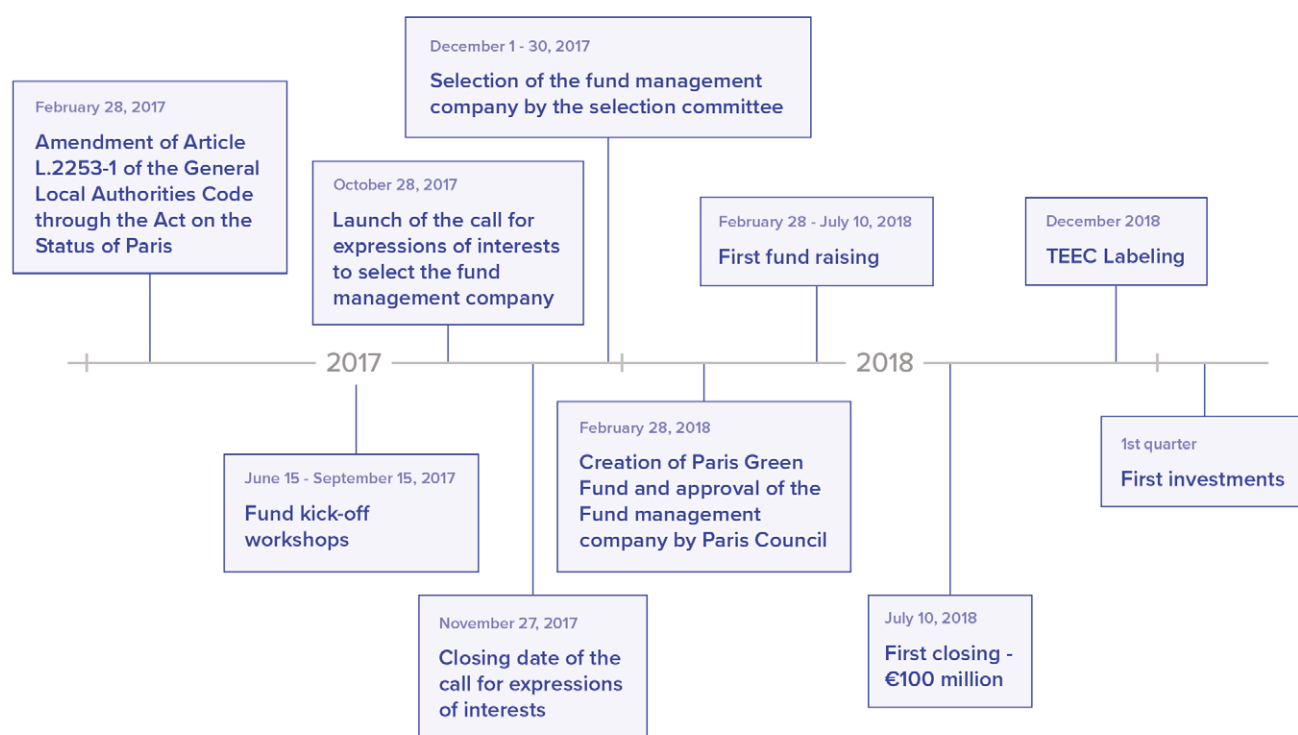 February 28, 2017
Amendment of Article
L.2253-1 of the General
Local Authorities Code
through the Act on the
Status of Paris
June 15 - September 15, 2017
Fund kick-off
workshops
October 28, 2017
Launch of the call for
expressions of interests
to select the fund
management company
November 27, 2017
Closing date of the
call for expressions
of interests
December 1 - 30, 2017
Selection of the fund management
company by the selection committee
February 28, 2018
Creation of Paris Green
Fund and approval of the
Fund management
company by Paris Council
February 28 - July 10, 2018
First fund raising
July 10, 2018
First closing -
€100 million
December 2018
TEEC Labeling
1st quarter
First investments
2017
2018